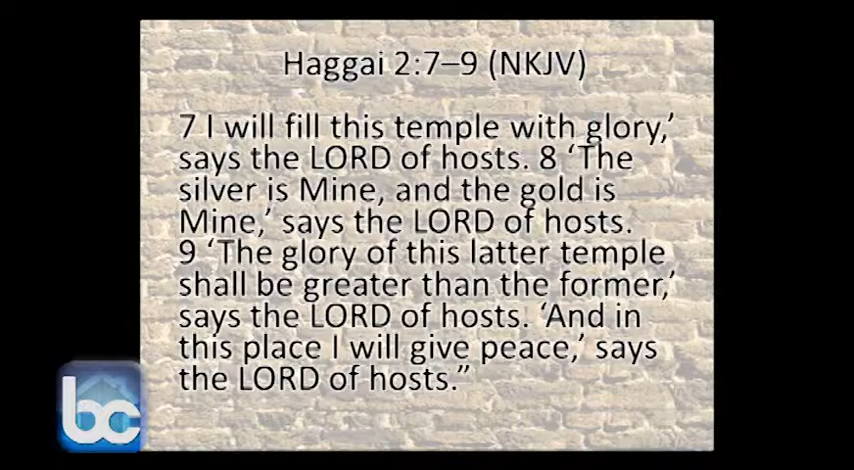 Haggai 2:7–9 (NKJV)
7 I will fill this temple with glory,’
says the LORD of hosts. 8 ‘The
silver is Mine, and the gold is
Mine,’ says the LORD of hosts.
9 ‘The glory of this latter temple
shall be greater than the former,’
says the LORD of hosts. ‘And in
this place I will give peace,’ says
the LORD of hosts.”
bc